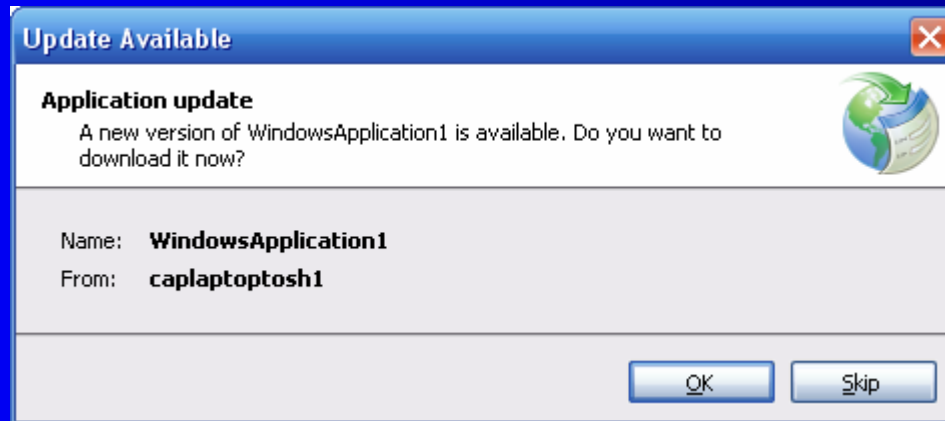 Update Available
Application update
A new version of WindowsApplication1 is available. Do you want to
download it now?
Name: WindowsApplication1
From: caplaptoptosh1
OK Skip